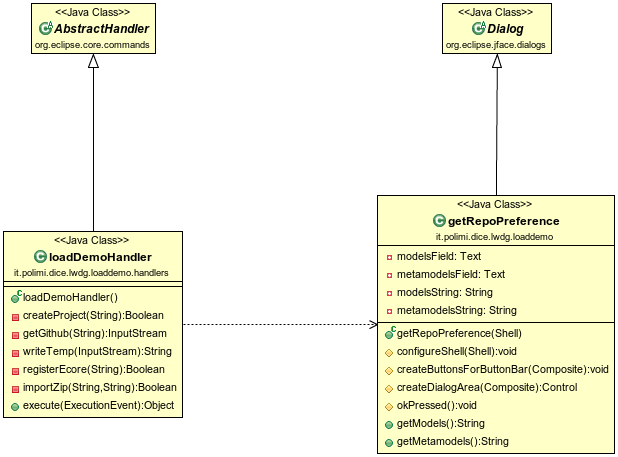 <<Java Class>>
AbstractHandler
org.eclipse.core.commands
<<Java Class>>
Dialog
org.eclipse.jface.dialogs
<<Java Class>>
loadDemoHandler
it.polimi.dice.lwdg.loaddemo.handlers
loadDemoHandler()
createProject(String):Boolean
getGithub(String):InputStream
writeTemp(InputStream):String
registerEcore(String):Boolean
importZip(String,String):Boolean
execute(ExecutionEvent):Object
<<Java Class>>
getRepoPreference
it.polimi.dice.lwdg.loaddemo
modelsField: Text
metamodelsField: Text
modelsString: String
metamodelsString: String
getRepoPreference(Shell)
configureShell(Shell):void
createButtonsForButtonBar(Composite):void
createDialogArea(Composite):Control
okPressed():void
getModels():String
getMetamodels():String